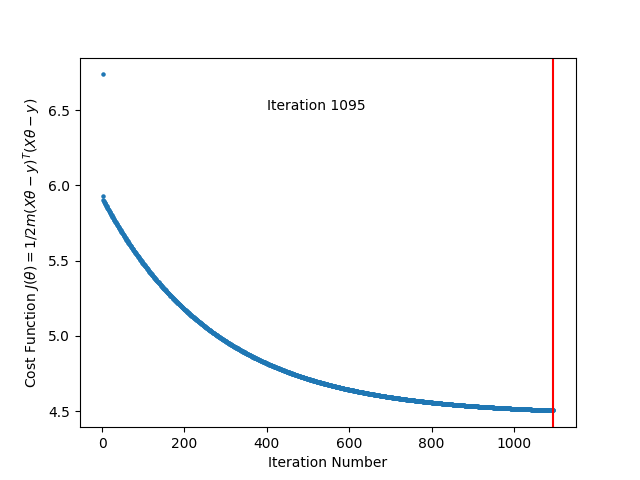 Iteration 1095
6.5
6.0
5.5
5.0
4.5
Cost Function J(θ) = 1/2m(Xθ − y)ᵀ(Xθ − y)
0 200 400 600 800 1000
Iteration Number